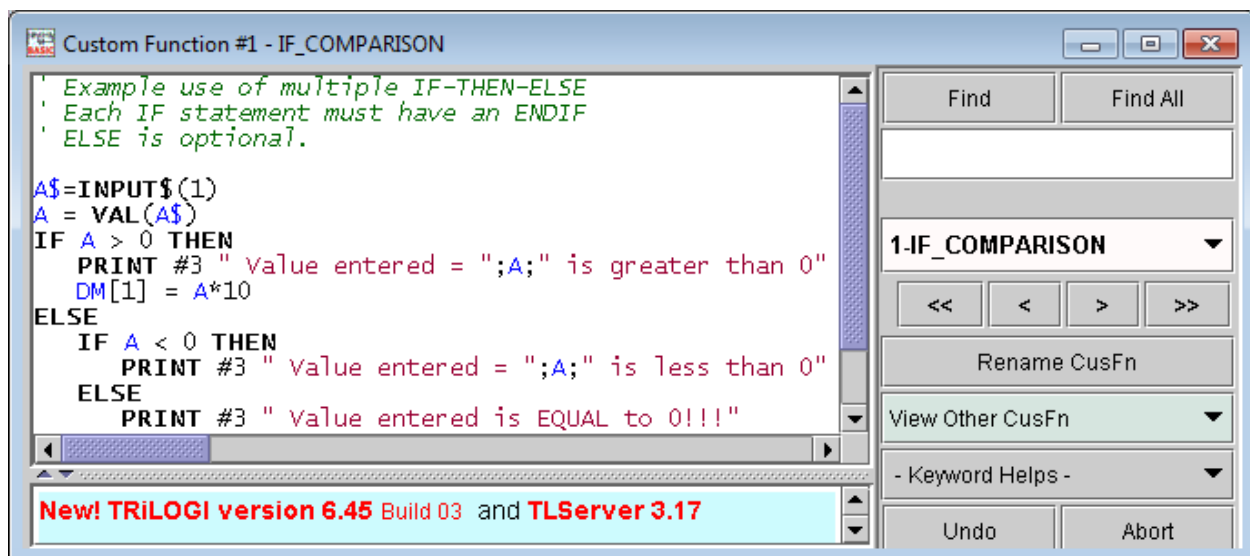 Custom Function #1 - IF_COMPARISON
' Example use of multiple IF-THEN-ELSE
' Each IF statement must have an ENDIF
' ELSE is optional.
A$=INPUT$(1)
A = VAL(A$)
IF A > 0 THEN
PRINT #3 " Value entered = ";A;" is greater than 0"
DM[1] = A*10
ELSE
IF A < 0 THEN
PRINT #3 " Value entered = ";A;" is less than 0"
ELSE
PRINT #3 " Value entered is EQUAL to 0!!!"
New! TRiLOGI version 6.45 Build 03 and TLServer 3.17
Find Find All
1-IF_COMPARISON
<< < > >>
Rename CusFn
View Other CusFn
- Keyword Helps -
Undo Abort